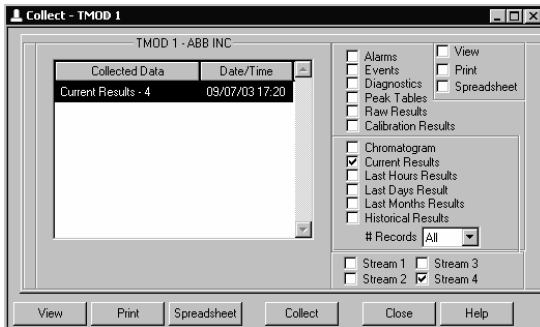 Collect - TMOD 1
TMOD 1 - ABB INC
Collected Data Date/Time
Current Results - 4 09/07/03 17:20
Alarms
Events
Diagnostics
Peak Tables
Raw Results
Calibration Results
View
Print
Spreadsheet
Chromatogram
Current Results
Last Hours Results
Last Days Result
Last Months Results
Historical Results
# Records All
Stream 1 Stream 3
Stream 2 Stream 4
View Print Spreadsheet Collect Close Help